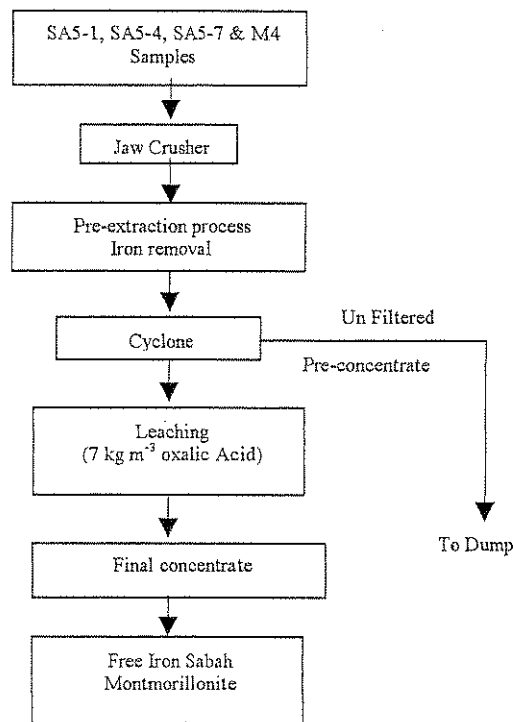 SA5-1, SA5-4, SA5-7 & M4
Samples
Jaw Crusher
Pre-extraction process
Iron removal
Un Filtered
Cyclone
Pre-concentrate
Leaching
(7 kg m⁻³ oxalic Acid)
To Dump
Final concentrate
Free Iron Sabah
Montmorillonite